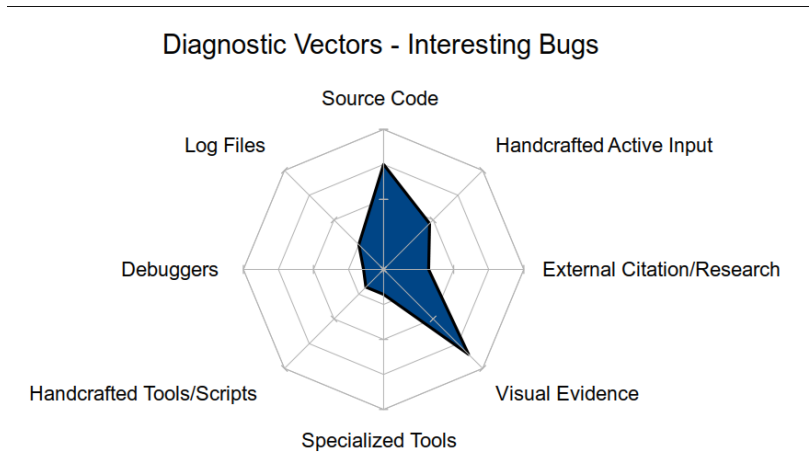 Diagnostic Vectors - Interesting Bugs
Source Code
Log Files
Handcrafted Active Input
Debuggers
External Citation/Research
Handcrafted Tools/Scripts
Visual Evidence
Specialized Tools